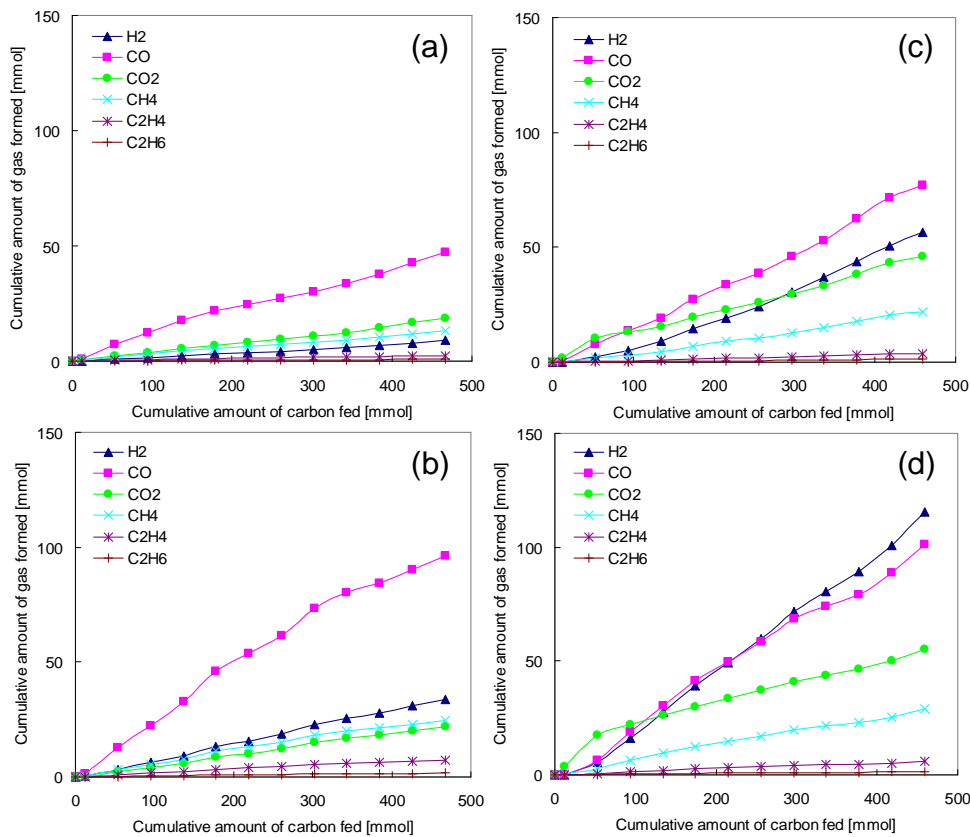 150
100
50
0
0 100 200 300 400 500
Cumulative amount of gas formed [mmol]
Cumulative amount of carbon fed [mmol]
H2
CO
CO2
CH4
C2H4
C2H6
(a)
150
100
50
0
0 100 200 300 400 500
Cumulative amount of gas formed [mmol]
Cumulative amount of carbon fed [mmol]
H2
CO
CO2
CH4
C2H4
C2H6
(c)
150
100
50
0
0 100 200 300 400 500
Cumulative amount of gas formed [mmol]
Cumulative amount of carbon fed [mmol]
H2
CO
CO2
CH4
C2H4
C2H6
(b)
150
100
50
0
0 100 200 300 400 500
Cumulative amount of gas formed [mmol]
Cumulative amount of carbon fed [mmol]
H2
CO
CO2
CH4
C2H4
C2H6
(d)